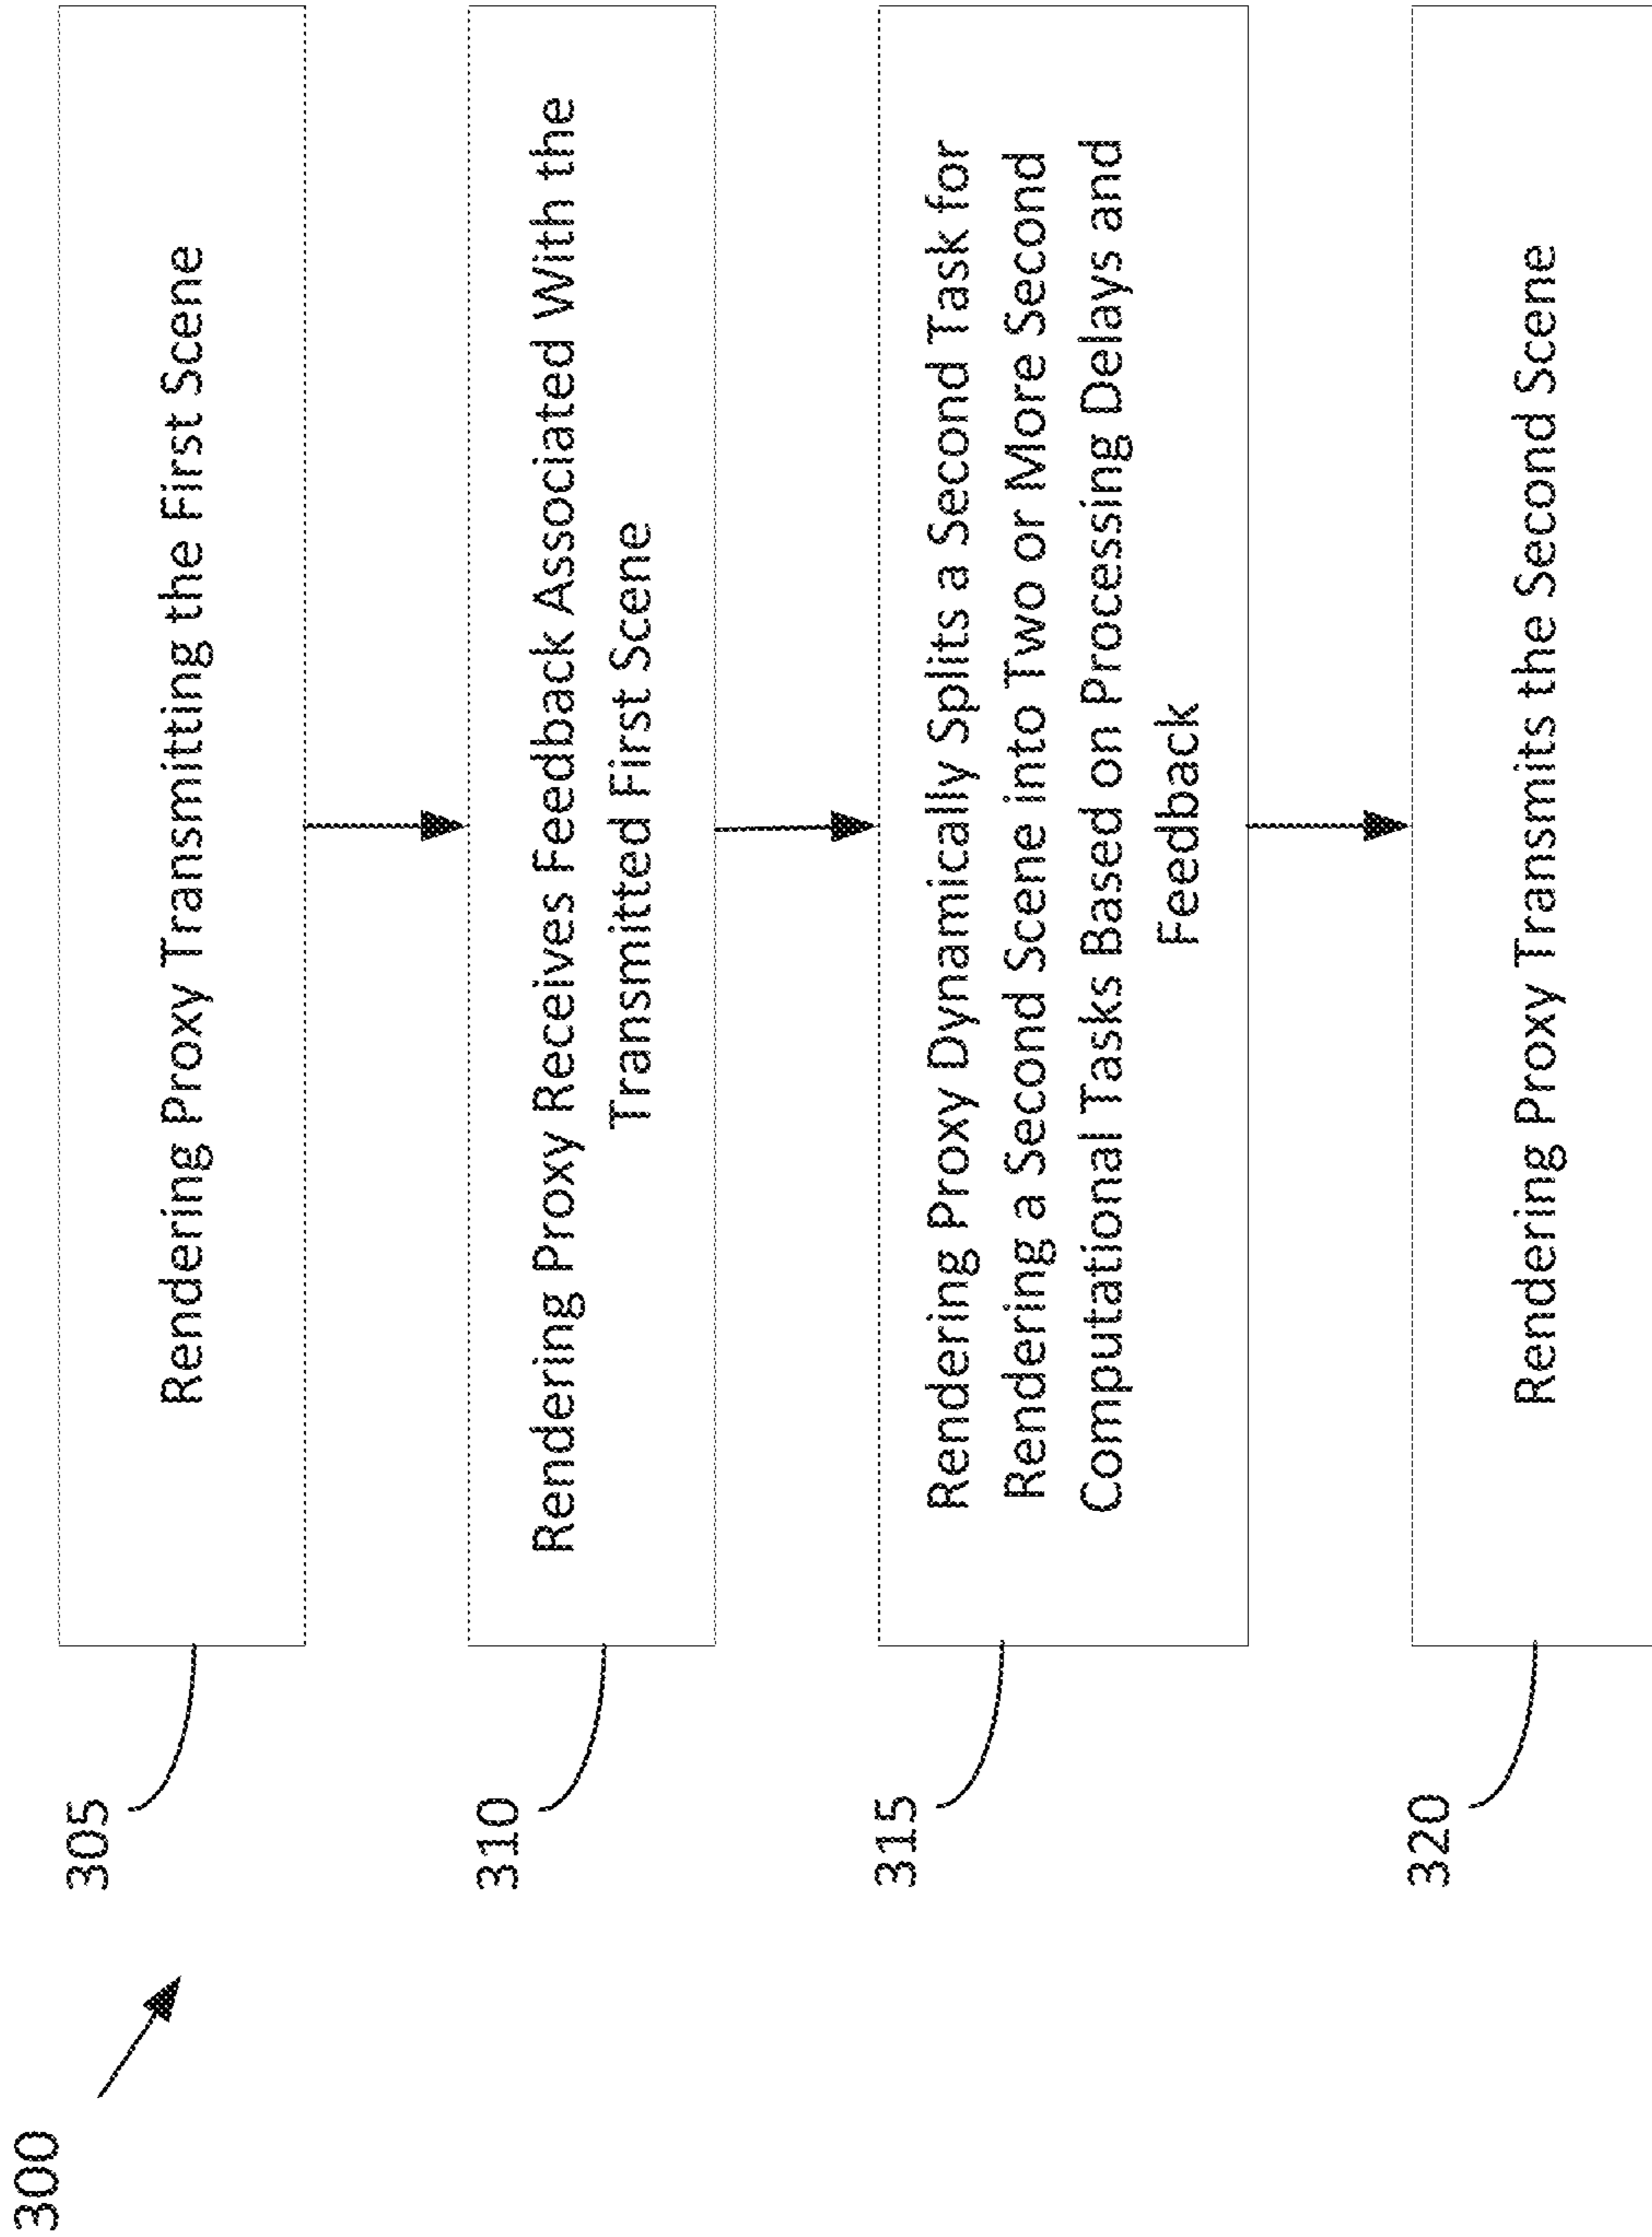 300
305
Rendering Proxy Transmitting the First Scene
310
Rendering Proxy Receives Feedback Associated With the
Transmitted First Scene
315
Rendering Proxy Dynamically Splits a Second Task for
Rendering a Second Scene into Two or More Second
Computational Tasks Based on Processing Delays and
Feedback
320
Rendering Proxy Transmits the Second Scene